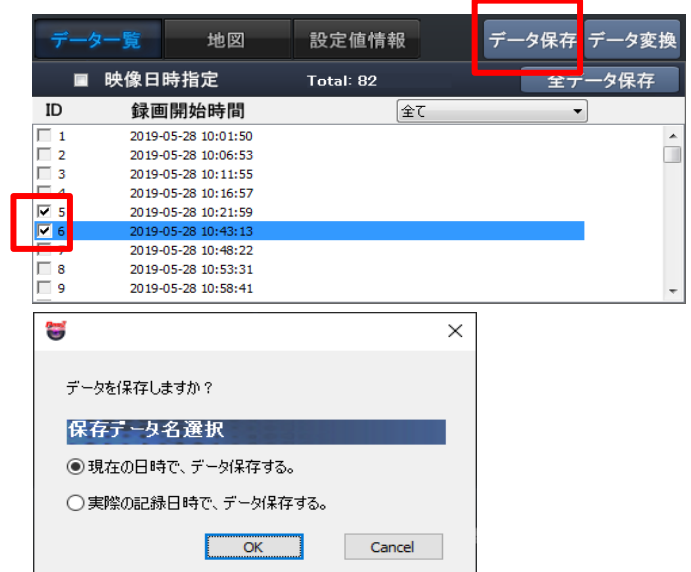 データ一覧 地図 設定値情報 データ保存 データ変換
映像日時指定 Total: 82 全データ保存
ID 録画開始時間 全て
1 2019-05-28 10:01:50
2 2019-05-28 10:06:53
3 2019-05-28 10:11:55
4 2019-05-28 10:16:57
5 2019-05-28 10:21:59
6 2019-05-28 10:43:13
7 2019-05-28 10:48:22
8 2019-05-28 10:53:31
9 2019-05-28 10:58:41
データを保存しますか？
保存データ名選択
現在の日時で、データ保存する。
実際の記録日時で、データ保存する。
OK Cancel